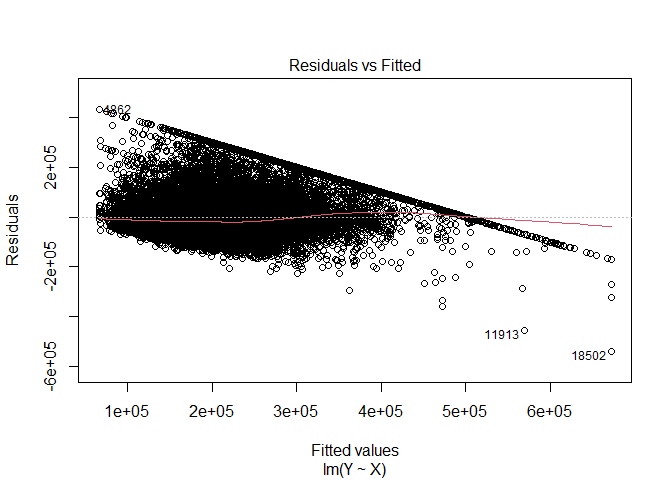 Residuals vs Fitted
4862
11913
18502
Residuals
2e+05
-2e+05
-6e+05
1e+05 2e+05 3e+05 4e+05 5e+05 6e+05
Fitted values
lm(Y ~ X)